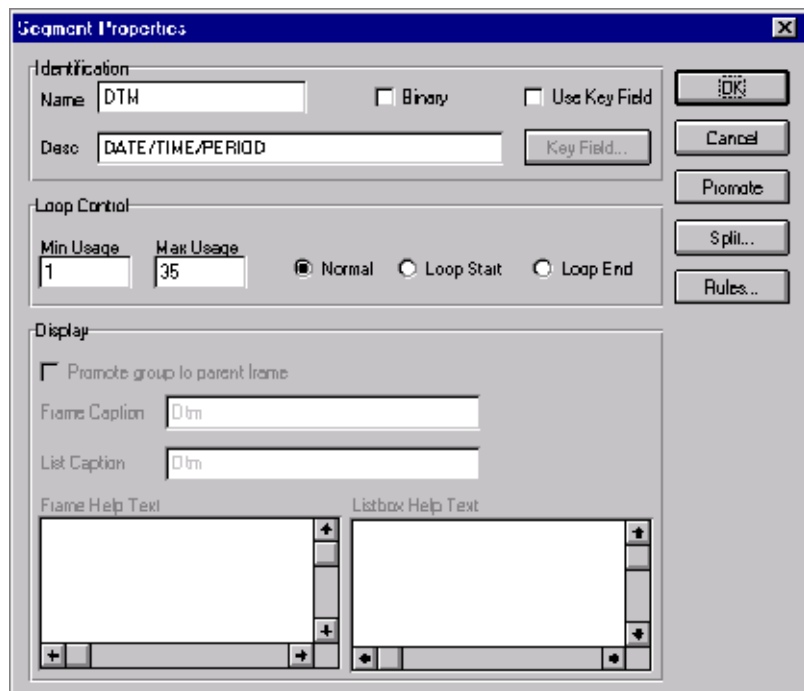 Segment Properties
Identification
Name DTM Binary Use Key Field
Desc DATE/TIME/PERIOD Key Field...
OK
Cancel
Promote
Split...
Rules...
Loop Control
Min Usage Max Usage
1 35 Normal Loop Start Loop End
Display
Promote group to parent frame
Frame Caption Dtm
List Caption Dtm
Frame Help Text Listbox Help Text